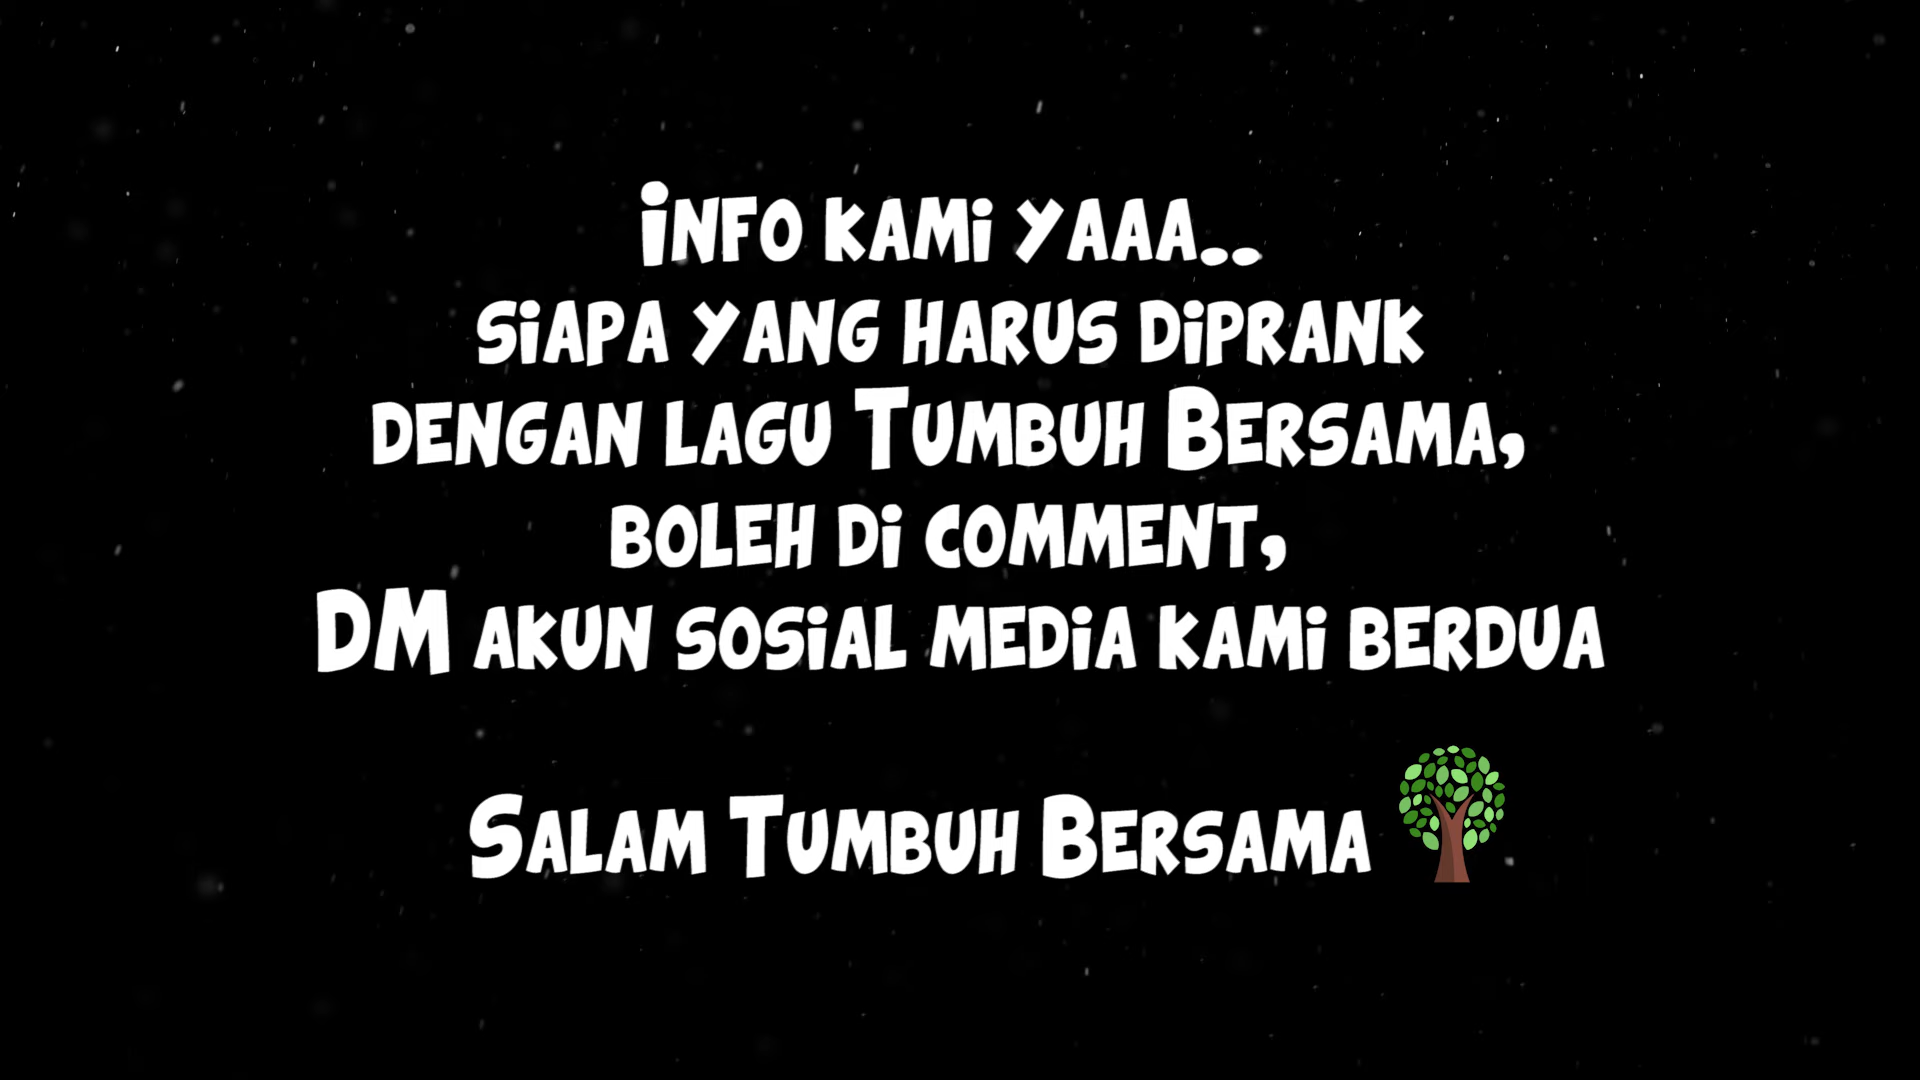 Info kami yaaa..
siapa yang harus diprank
dengan lagu Tumbuh Bersama,
boleh di comment,
DM akun sosial media kami berdua
Salam Tumbuh Bersama